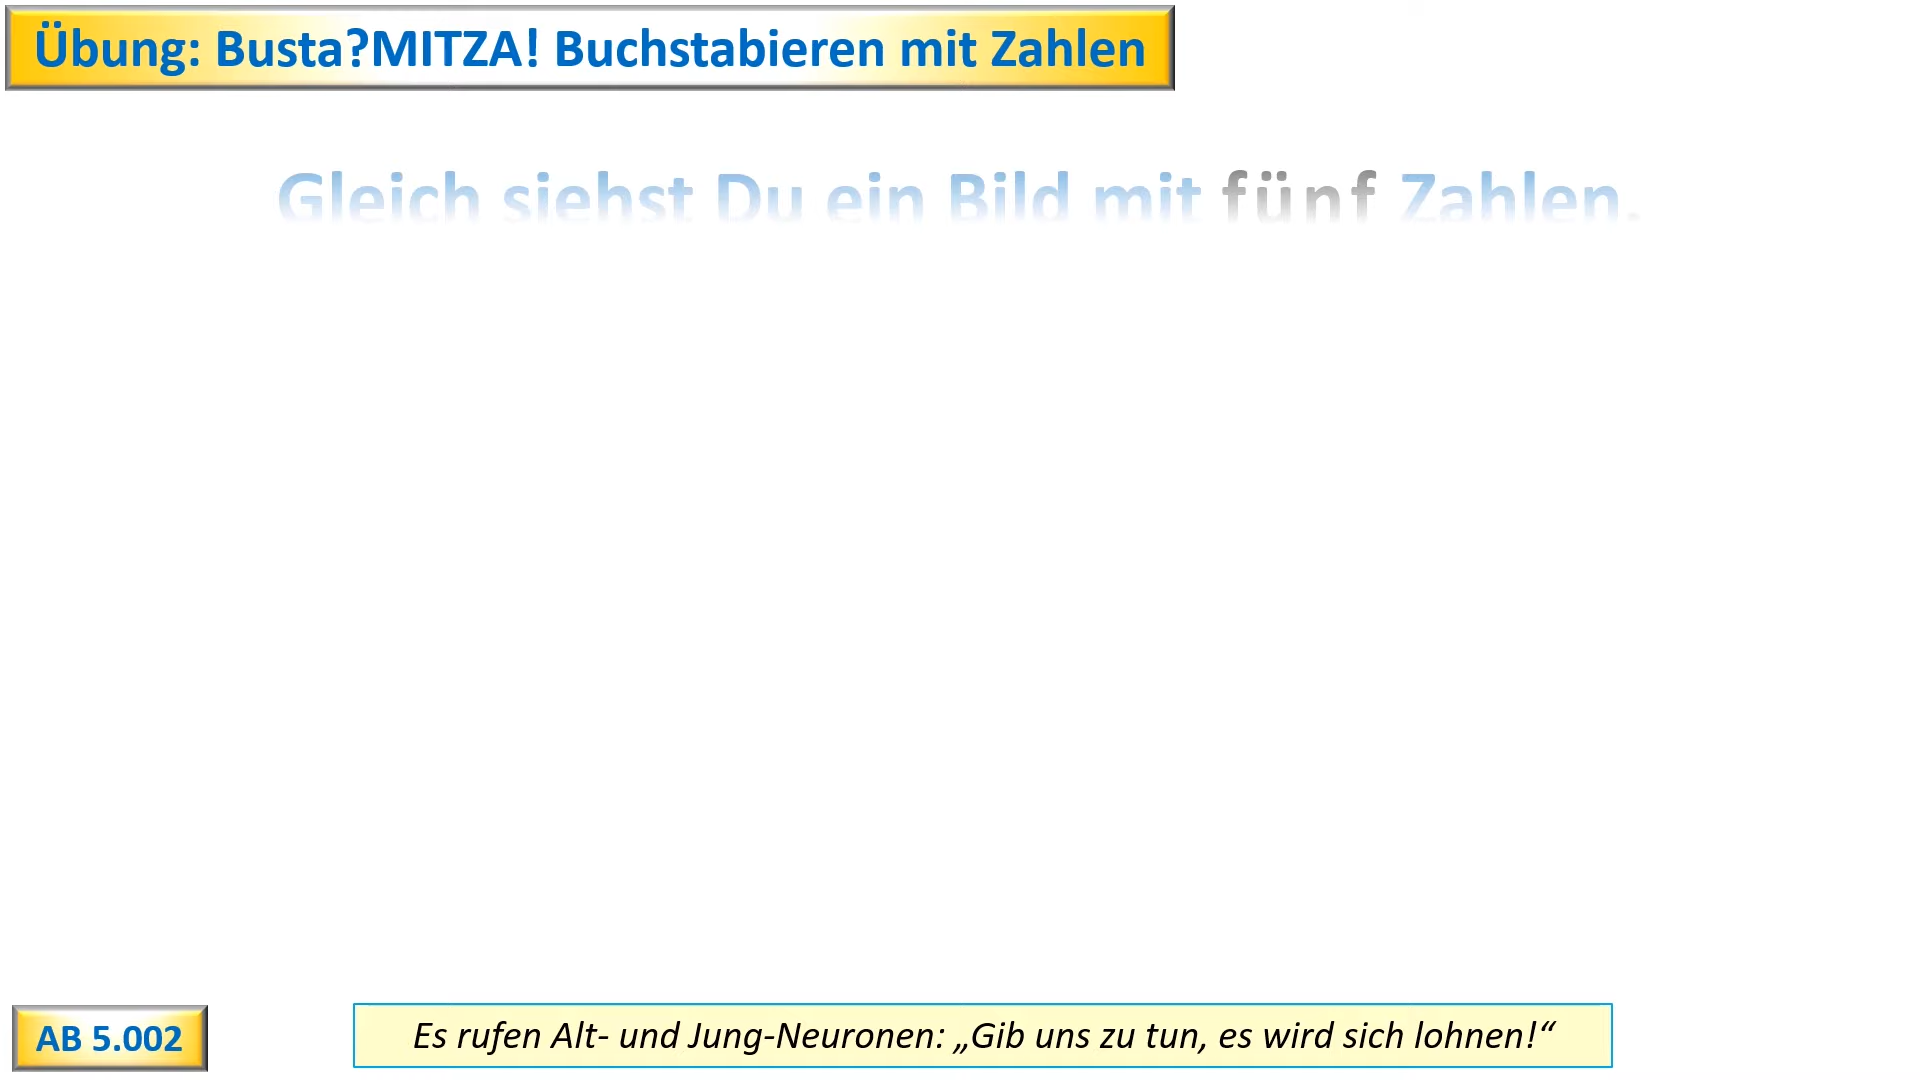 Übung: Busta?MITZA! Buchstabieren mit Zahlen
Gleich siehst Du ein Bild mit fünf Zahlen.
AB 5.002
Es rufen Alt- und Jung-Neuronen: „Gib uns zu tun, es wird sich lohnen!“